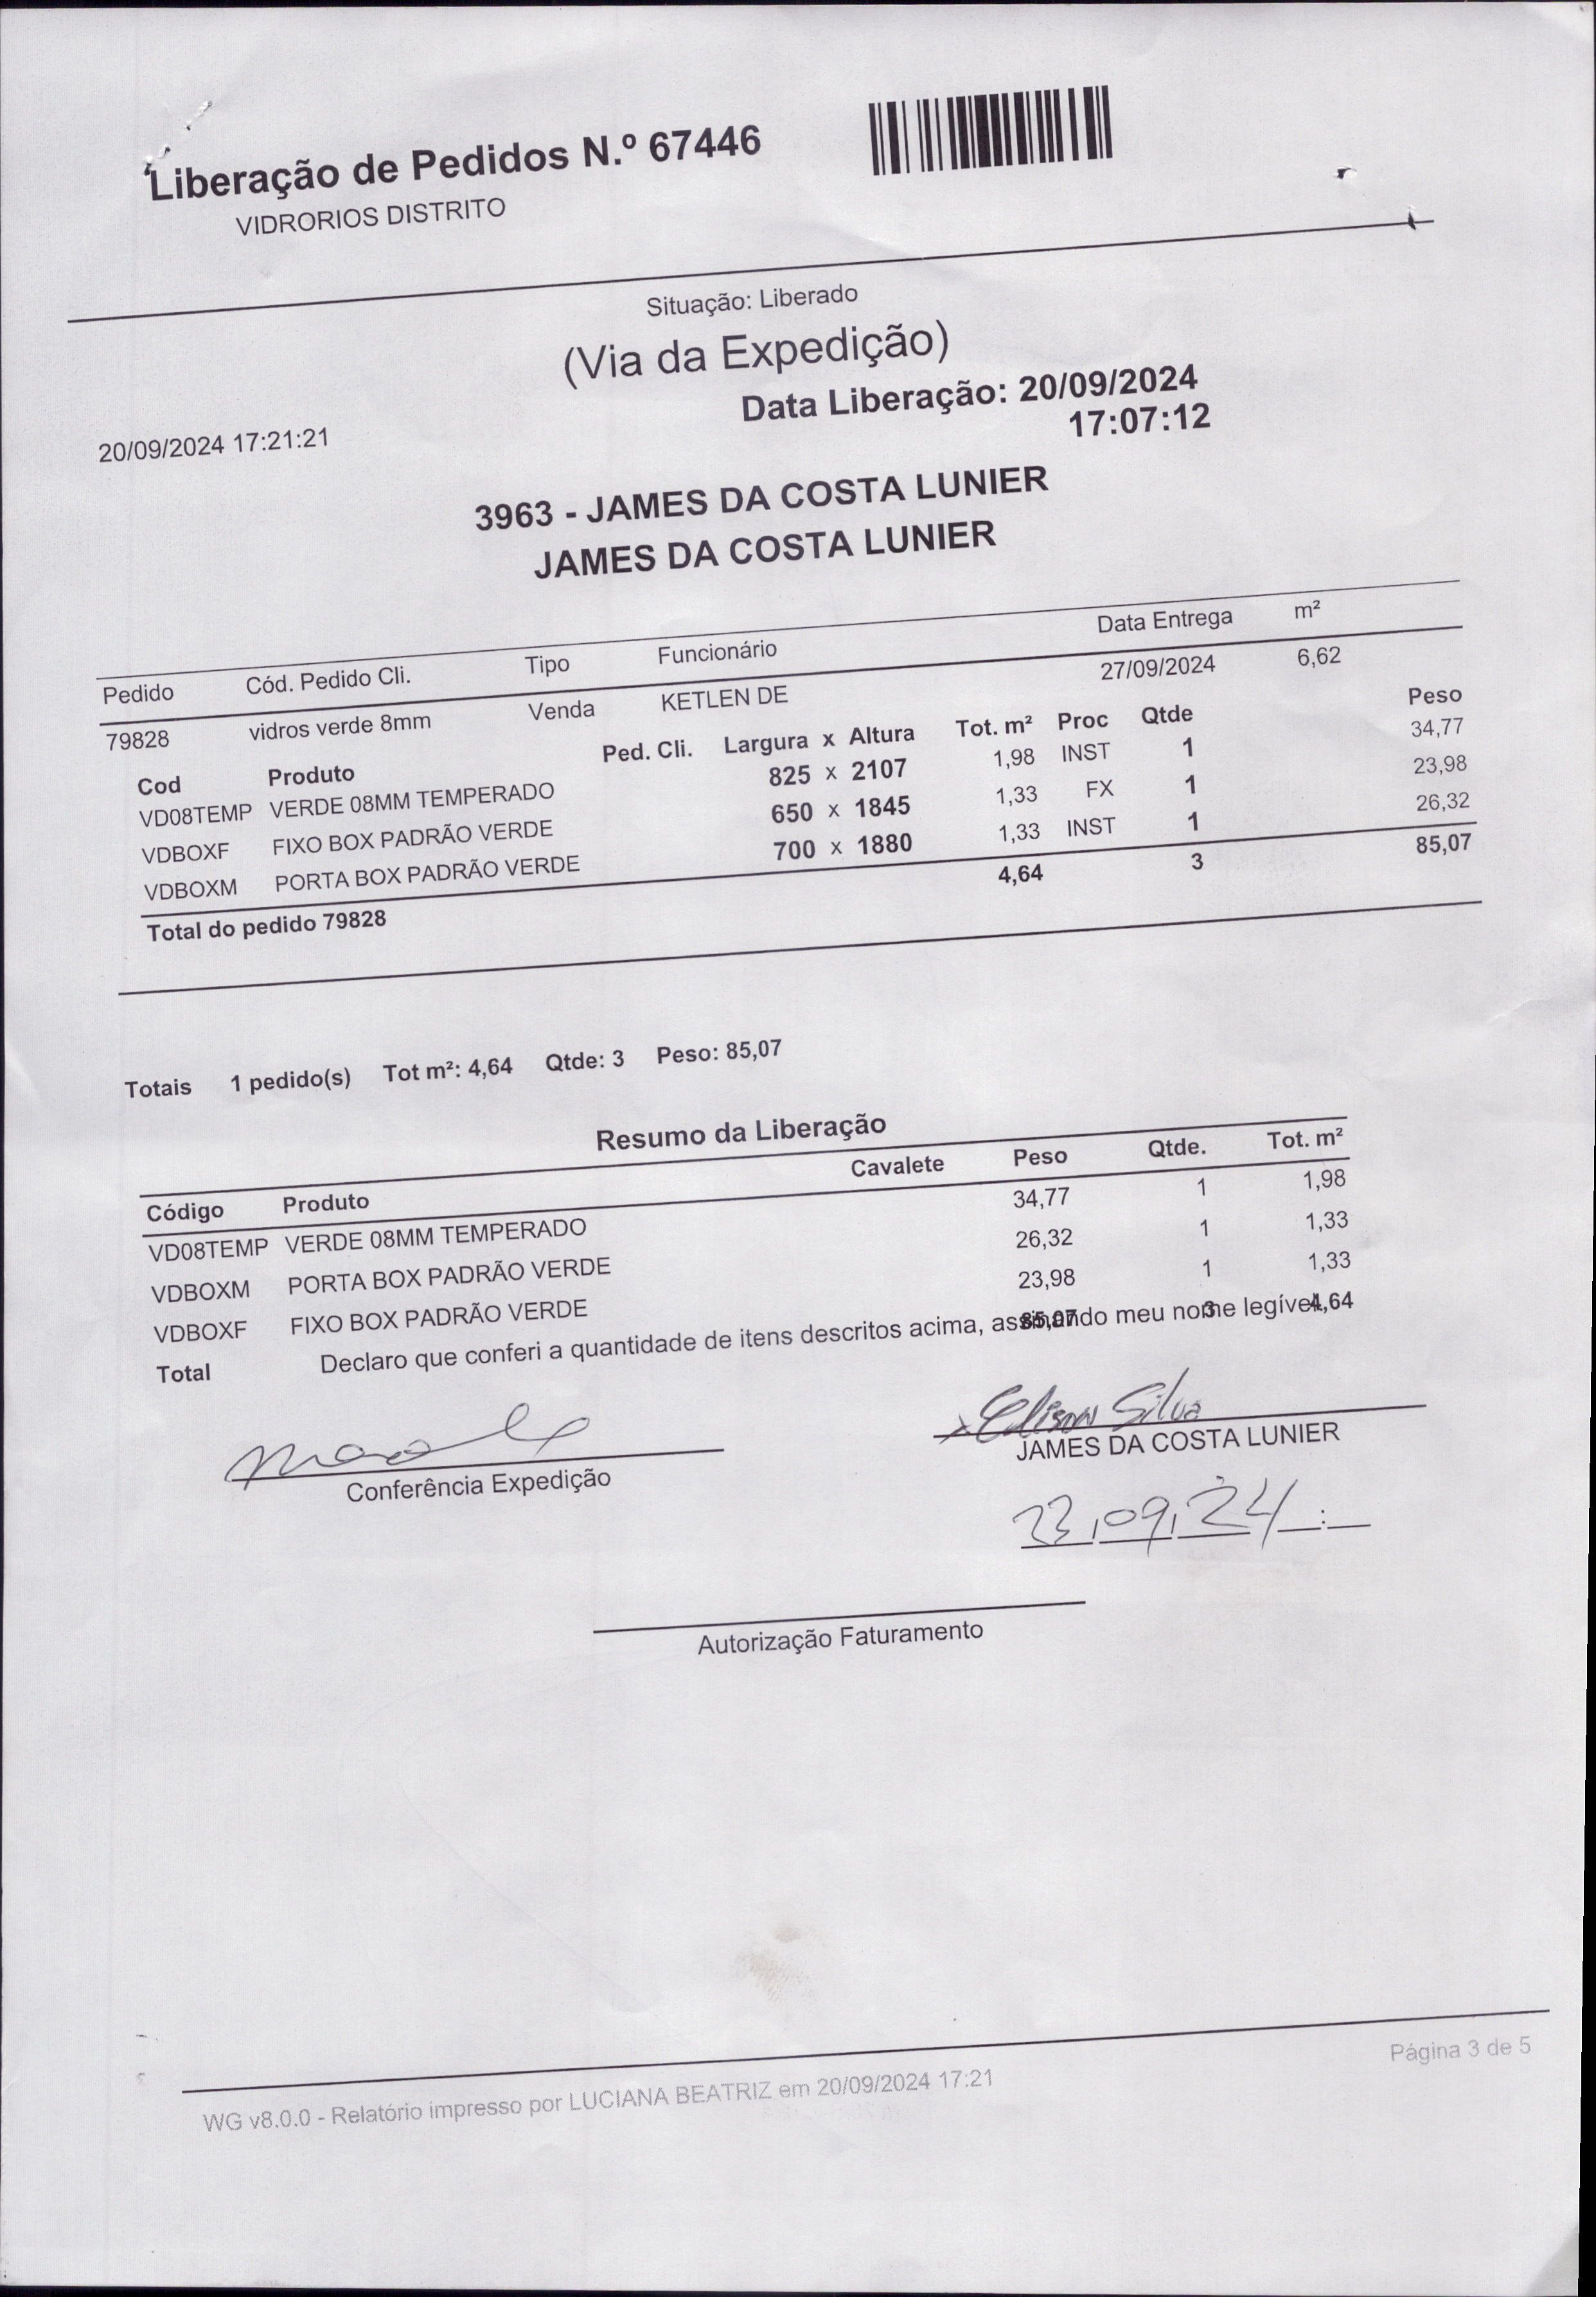 Liberação de Pedidos N.º 67446
VIDRORIOS DISTRITO
Situação: Liberado
(Via da Expedição)
Data Liberação: 20/09/2024
17:07:12
20/09/2024 17:21:21
3963 - JAMES DA COSTA LUNIER
JAMES DA COSTA LUNIER
Pedido Cód. Pedido Cli. Tipo Funcionário Data Entrega m²
79828 vidros verde 8mm Venda KETLEN DE 27/09/2024 6,62
Cod Produto Ped. Cli. Largura x Altura Tot. m² Proc Qtde Peso
VD08TEMP VERDE 08MM TEMPERADO 825 x 2107 1,98 INST 1 34,77
VDBOXF FIXO BOX PADRÃO VERDE 650 x 1845 1,33 FX 1 23,98
VDBOXM PORTA BOX PADRÃO VERDE 700 x 1880 1,33 INST 1 26,32
Total do pedido 79828 4,64 3 85,07
Totais 1 pedido(s) Tot m²: 4,64 Qtde: 3 Peso: 85,07
Resumo da Liberação
Código Produto Cavalete Peso Qtde. Tot. m²
VD08TEMP VERDE 08MM TEMPERADO 34,77 1 1,98
VDBOXM PORTA BOX PADRÃO VERDE 26,32 1 1,33
VDBOXF FIXO BOX PADRÃO VERDE 23,98 1 1,33
Total 85,07 3 4,64
Declaro que conferi a quantidade de itens descritos acima, assinando meu nome legível.
Edison Silva
Conferência Expedição
JAMES DA COSTA LUNIER
23/09/24 __:__
Autorização Faturamento
WG v8.0.0 - Relatório impresso por LUCIANA BEATRIZ em 20/09/2024 17:21
Página 3 de 5